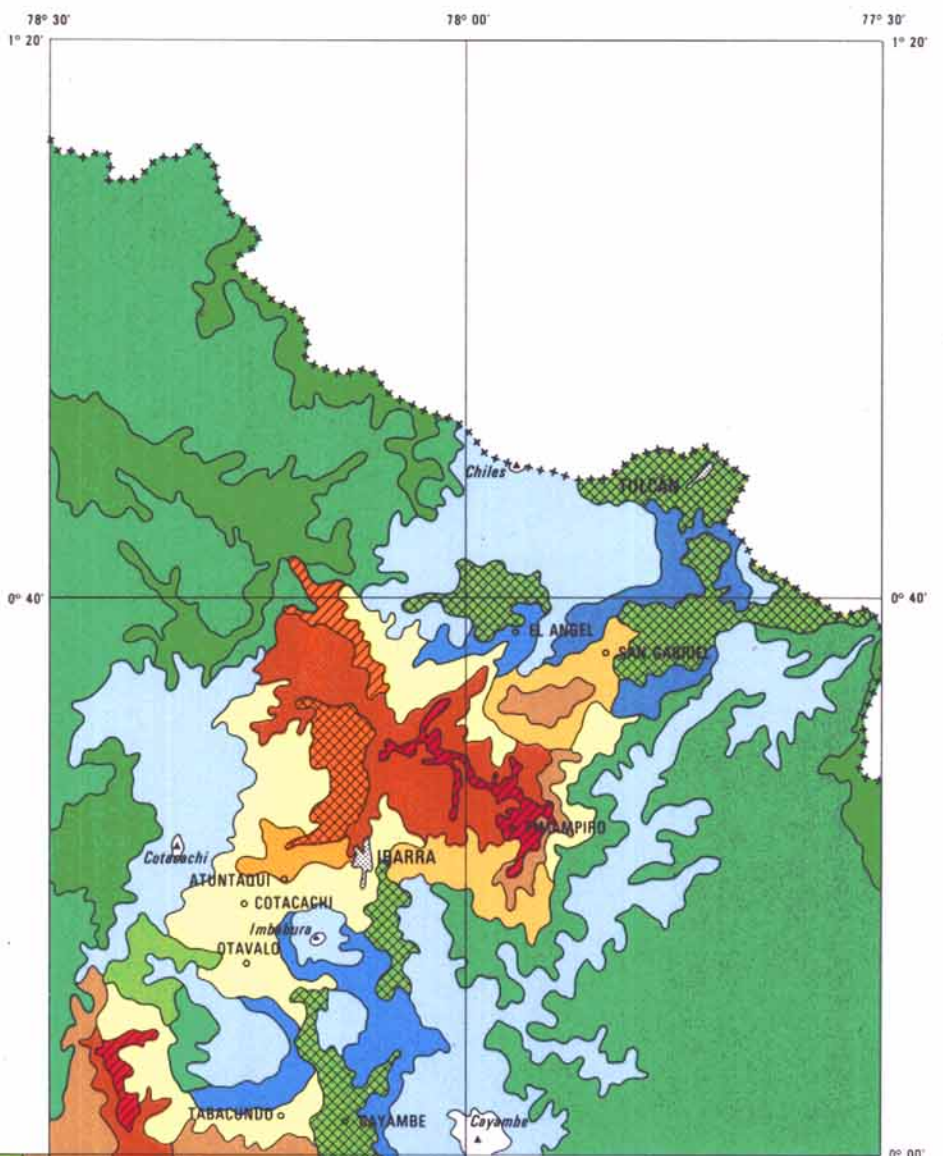 78° 30'
78° 00'
77° 30'
1° 20'
1° 20'
Chiles
TULCAN
0° 40'
0° 40'
EL ANGEL
SAN GABRIEL
PIMAMPIRO
Cotacachi
IBARRA
ATUNTAQUI
COTACACHI
Imbabura
OTAVALO
TABACUNDO
CAYAMBE
Cayambe
0° 00'